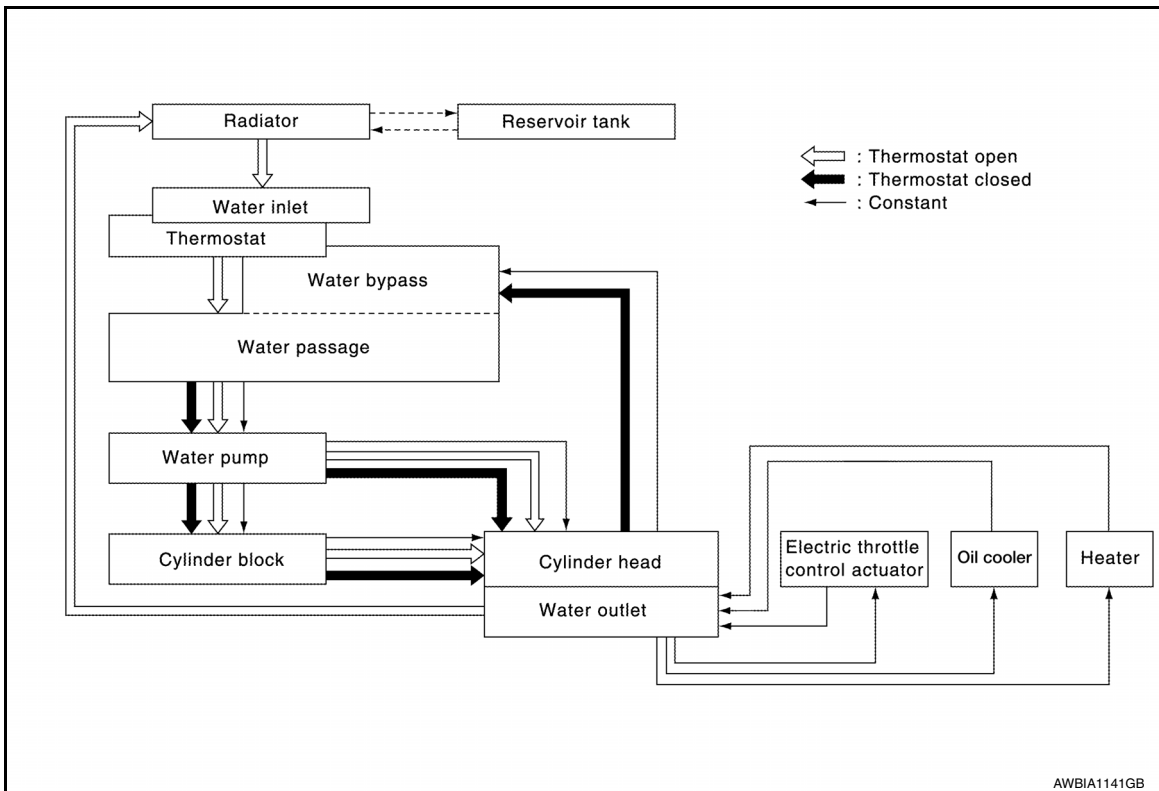 Radiator
Reservoir tank
: Thermostat open
: Thermostat closed
: Constant
Water inlet
Thermostat
Water bypass
Water passage
Water pump
Cylinder block
Cylinder head
Water outlet
Electric throttle
control actuator
Oil cooler
Heater
AWBIA1141GB